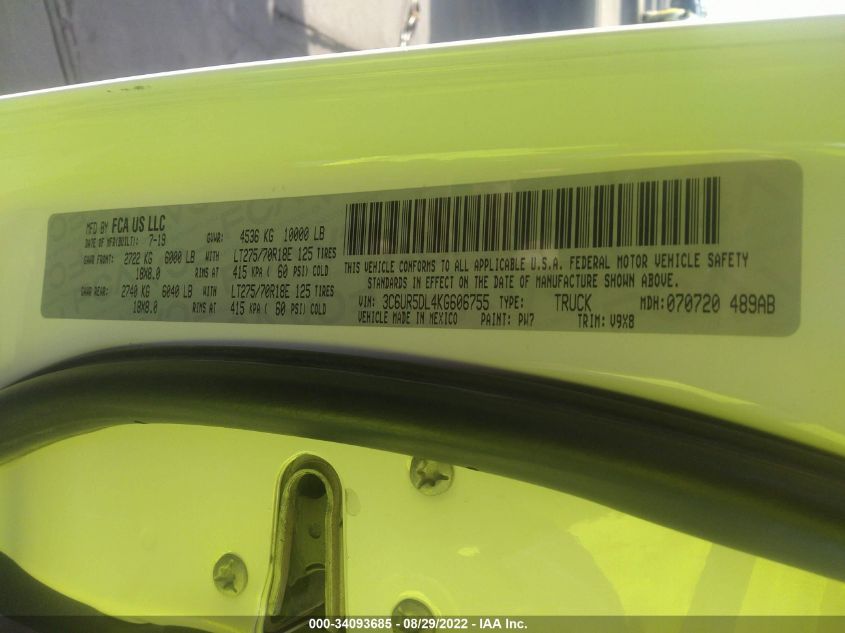 MFD BY FCA US LLC
DATE OF MFR(BUILT): 7-19 GVWR: 4536 KG 10000 LB
GAWR FRONT: 2722 KG 6000 LB WITH LT275/70R18E 125 TIRES
18X8.0 RIMS AT 415 KPA ( 60 PSI) COLD
GAWR REAR: 2740 KG 6040 LB WITH LT275/70R18E 125 TIRES
18X8.0 RIMS AT 415 KPA ( 60 PSI) COLD
THIS VEHICLE CONFORMS TO ALL APPLICABLE U.S.A. FEDERAL MOTOR VEHICLE SAFETY
STANDARDS IN EFFECT ON THE DATE OF MANUFACTURE SHOWN ABOVE.
VIN: 3C6UR5DL4KG606755 TYPE: TRUCK MDH: 070720 489AB
VEHICLE MADE IN MEXICO PAINT: PW7 TRIM: V9X8
000-34093685 - 08/29/2022 - IAA Inc.